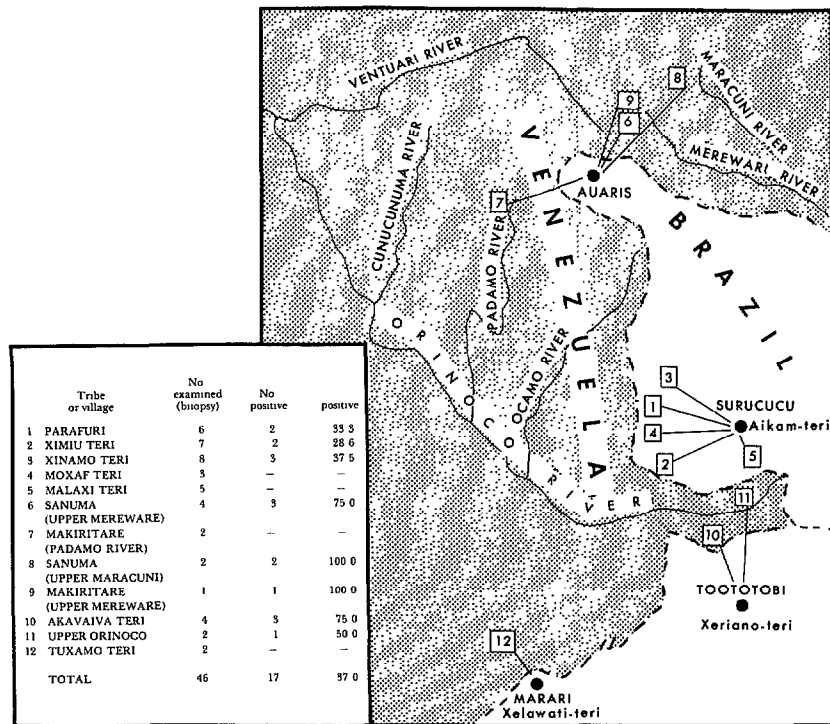 VENTUARI RIVER
MARACUNI RIVER
8
9
6
MEREWARI RIVER
CUNUCUNUMA RIVER
VENEZUELA
AUARIS
7
BRAZIL
PADAMO RIVER
ORINOCO RIVER
OCAMO RIVER
3
SURUCUCU
1
Aikam-teri
4
2
5
11
10
TOOTOTOBI
Xeriano-teri
12
MARARI
Xelawati-teri
Tribe or village No examined (biopsy) No positive positive
1 PARAFURI 6 2 33 3
2 XIMIU TERI 7 2 28 6
3 XINAMO TERI 8 3 37 5
4 MOXAF TERI 3 – –
5 MALAXI TERI 5 – –
6 SANUMA 4 3 75 0
(UPPER MEREWARE)
7 MAKIRITARE 2 – –
(PADAMO RIVER)
8 SANUMA 2 2 100 0
(UPPER MARACUNI)
9 MAKIRITARE 1 1 100 0
(UPPER MEREWARE)
10 AKAVAIVA TERI 4 3 75 0
11 UPPER ORINOCO 2 1 50 0
12 TUXAMO TERI 2 – –
TOTAL 46 17 37 0